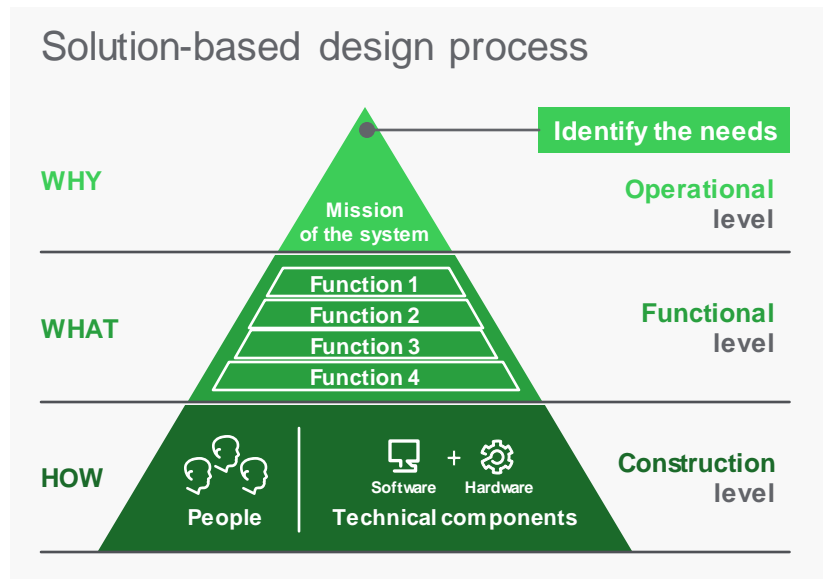 Solution-based design process
Identify the needs
WHY
Mission
of the system
Operational
level
WHAT
Function 1
Function 2
Function 3
Function 4
Functional
level
HOW
People
Software + Hardware
Technical components
Construction
level